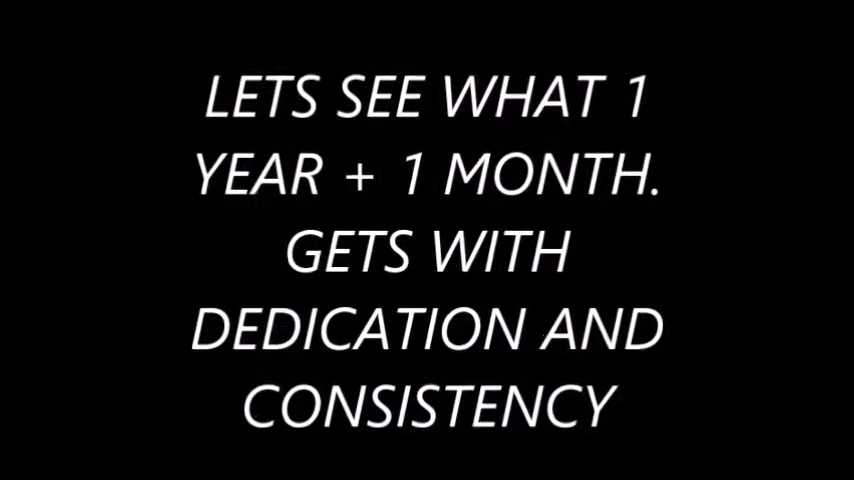 LETS SEE WHAT 1
YEAR + 1 MONTH.
GETS WITH
DEDICATION AND
CONSISTENCY